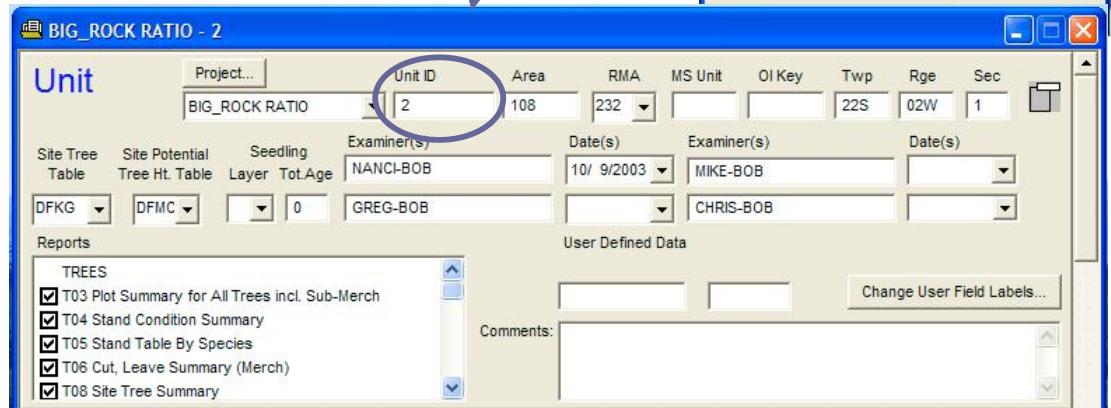 BIG_ROCK RATIO - 2
Unit Project... Unit ID Area RMA MS Unit OI Key Twp Rge Sec
BIG_ROCK RATIO 2 108 232 22S 02W 1
Site Tree Table Site Potential Tree Ht. Table Seedling Layer Tot.Age Examiner(s) Date(s) Examiner(s) Date(s)
NANCI-BOB 10/ 9/2003 MIKE-BOB
DFKG DFMC 0 GREG-BOB CHRIS-BOB
Reports User Defined Data
TREES
T03 Plot Summary for All Trees incl. Sub-Merch Change User Field Labels...
T04 Stand Condition Summary
T05 Stand Table By Species Comments:
T06 Cut, Leave Summary (Merch)
T08 Site Tree Summary